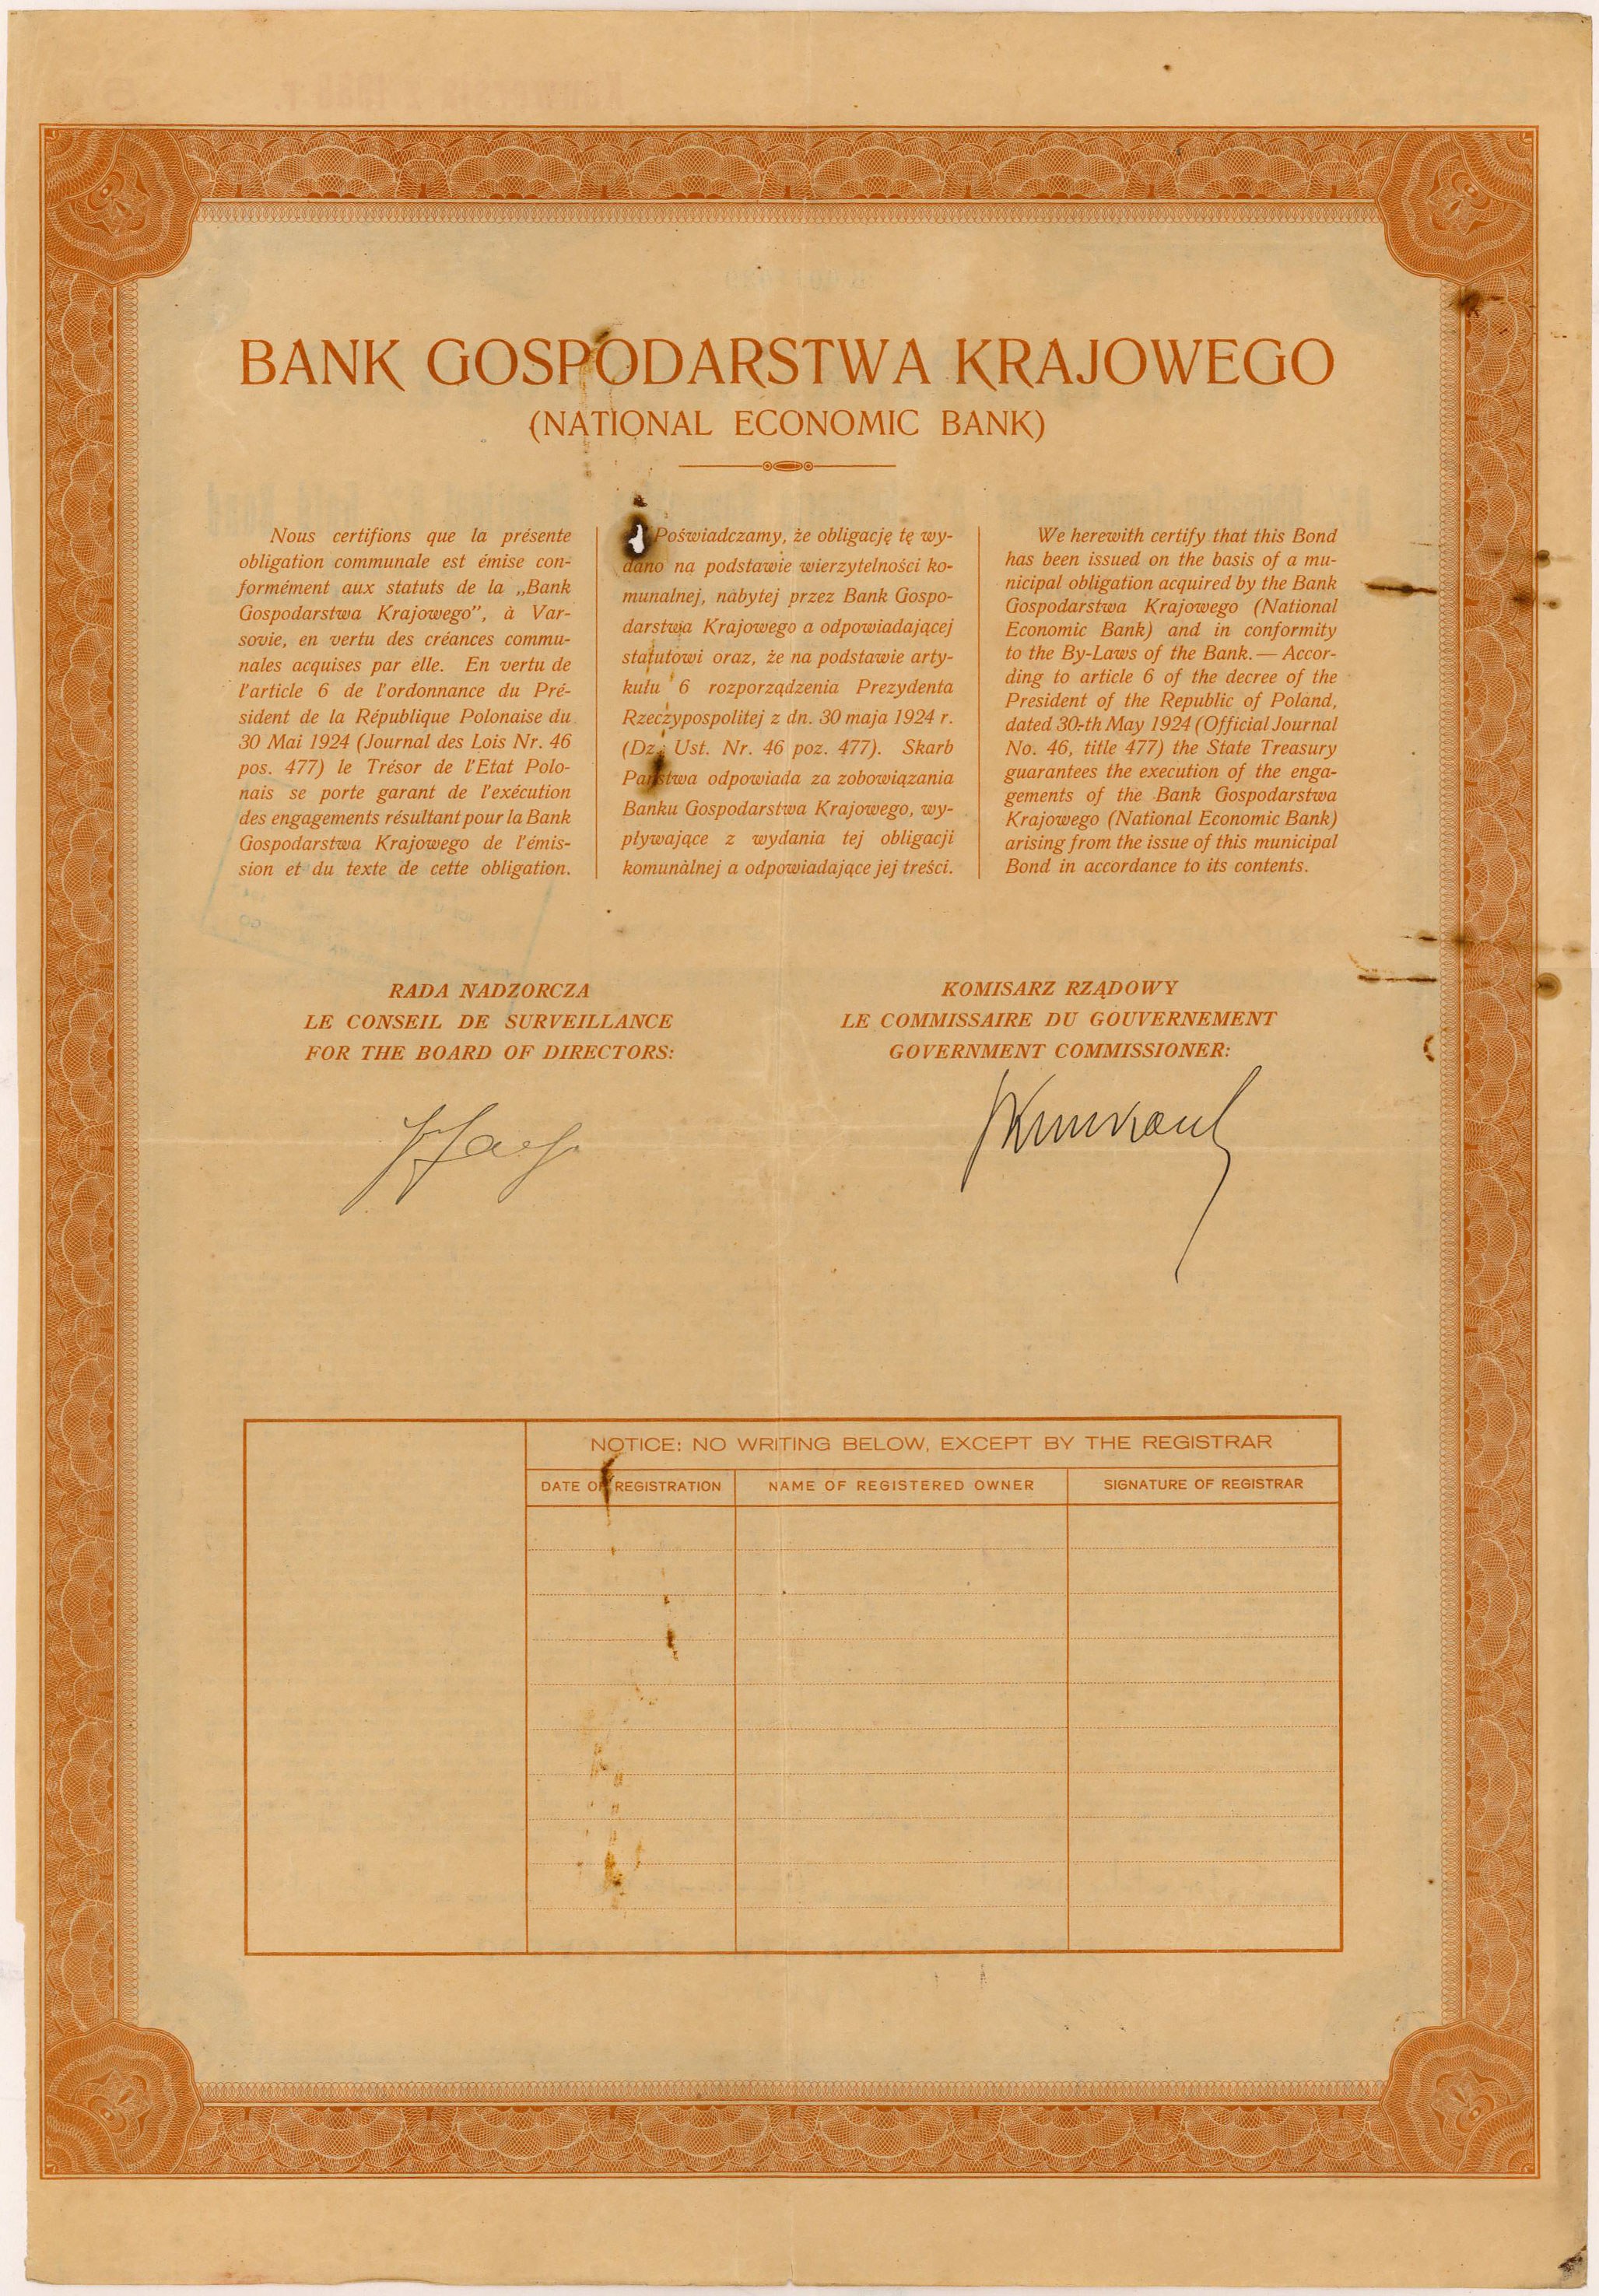 BANK GOSPODARSTWA KRAJOWEGO
(NATIONAL ECONOMIC BANK)
Nous certifions que la présente
obligation communale est émise con-
formément aux statuts de la „Bank
Gospodarstwa Krajowego”, à Var-
sovie, en vertu des créances commu-
nales acquises par elle. En vertu de
l'article 6 de l'ordonnance du Pré-
sident de la République Polonaise du
30 Mai 1924 (Journal des Lois Nr. 46
pos. 477) le Trésor de l'Etat Polo-
nais se porte garant de l'exécution
des engagements résultant pour la Bank
Gospodarstwa Krajowego de l'émis-
sion et du texte de cette obligation.
Poświadczamy, że obligację tę wy-
dano na podstawie wierzytelności ko-
munalnej, nabytej przez Bank Gospo-
darstwa Krajowego a odpowiadającej
statutowi oraz, że na podstawie arty-
kułu 6 rozporządzenia Prezydenta
Rzeczypospolitej z dn. 30 maja 1924 r.
(Dz. Ust. Nr. 46 poz. 477). Skarb
Państwa odpowiada za zobowiązania
Banku Gospodarstwa Krajowego, wy-
pływające z wydania tej obligacji
komunalnej a odpowiadające jej treści.
We herewith certify that this Bond
has been issued on the basis of a mu-
nicipal obligation acquired by the Bank
Gospodarstwa Krajowego (National
Economic Bank) and in conformity
to the By-Laws of the Bank. — Accor-
ding to article 6 of the decree of the
President of the Republic of Poland,
dated 30-th May 1924 (Official Journal
No. 46, title 477) the State Treasury
guarantees the execution of the enga-
gements of the Bank Gospodarstwa
Krajowego (National Economic Bank)
arising from the issue of this municipal
Bond in accordance to its contents.
RADA NADZORCZA
LE CONSEIL DE SURVEILLANCE
FOR THE BOARD OF DIRECTORS:
KOMISARZ RZĄDOWY
LE COMMISSAIRE DU GOUVERNEMENT
GOVERNMENT COMMISSIONER:
NOTICE: NO WRITING BELOW, EXCEPT BY THE REGISTRAR
DATE OF REGISTRATION
NAME OF REGISTERED OWNER
SIGNATURE OF REGISTRAR